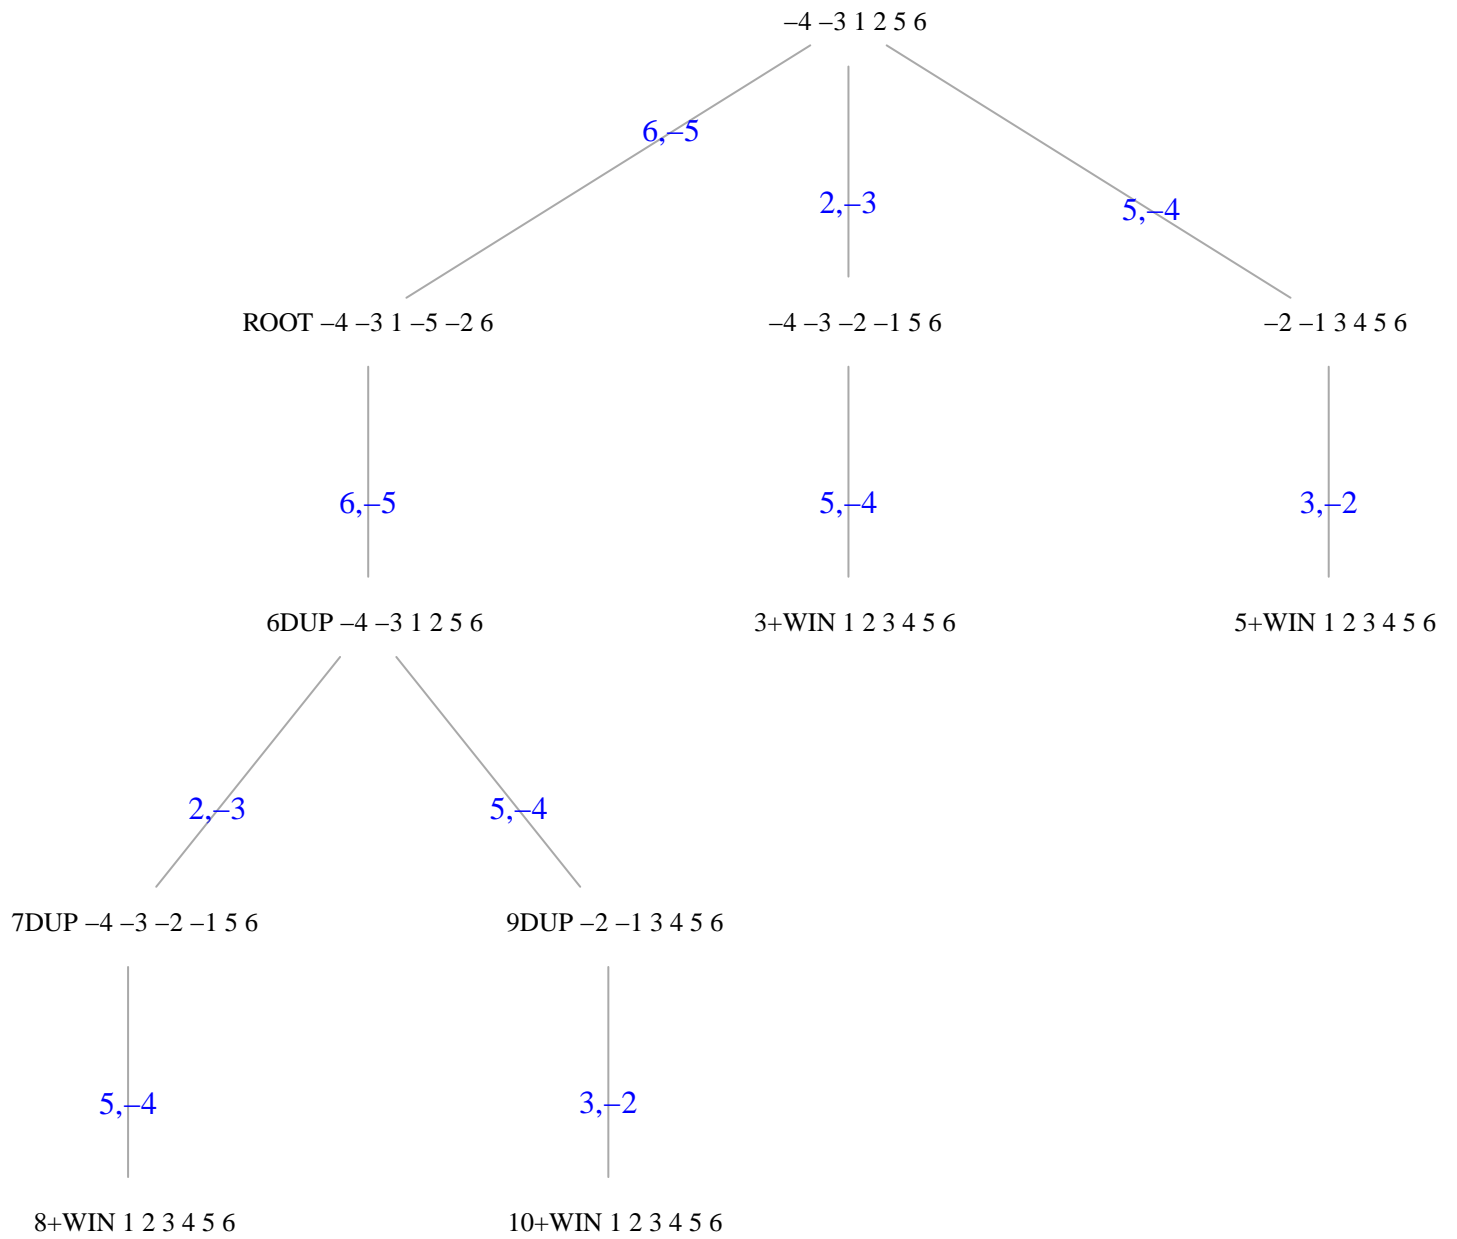 –4 –3 1 2 5 6
6,–5
2,–3
5,–4
ROOT –4 –3 1 –5 –2 6
–4 –3 –2 –1 5 6
–2 –1 3 4 5 6
6,–5
5,–4
3,–2
6DUP –4 –3 1 2 5 6
3+WIN 1 2 3 4 5 6
5+WIN 1 2 3 4 5 6
2,–3
5,–4
7DUP –4 –3 –2 –1 5 6
9DUP –2 –1 3 4 5 6
5,–4
3,–2
8+WIN 1 2 3 4 5 6
10+WIN 1 2 3 4 5 6